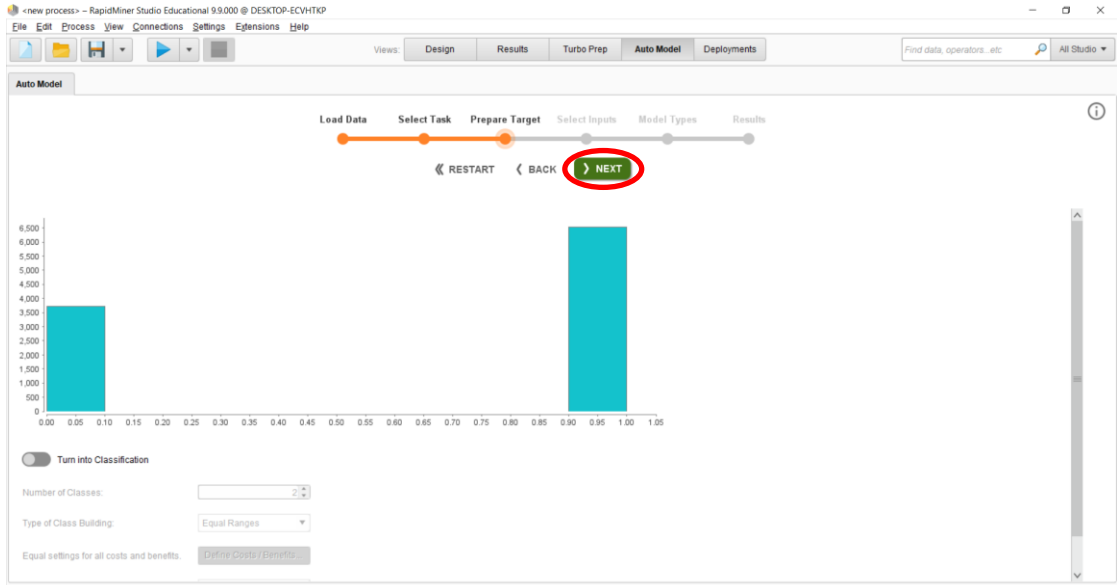 <new process> – RapidMiner Studio Educational 9.9.000 @ DESKTOP-ECVHTKP
File Edit Process View Connections Settings Extensions Help
Views: Design Results Turbo Prep Auto Model Deployments Find data, operators...etc All Studio
Auto Model
Load Data Select Task Prepare Target Select Inputs Model Types Results
RESTART BACK NEXT
6,500
6,000
5,500
5,000
4,500
4,000
3,500
3,000
2,500
2,000
1,500
1,000
500
0
0.00 0.05 0.10 0.15 0.20 0.25 0.30 0.35 0.40 0.45 0.50 0.55 0.60 0.65 0.70 0.75 0.80 0.85 0.90 0.95 1.00 1.05
Turn into Classification
Number of Classes: 2
Type of Class Building: Equal Ranges
Equal settings for all costs and benefits. Define Costs / Benefits...